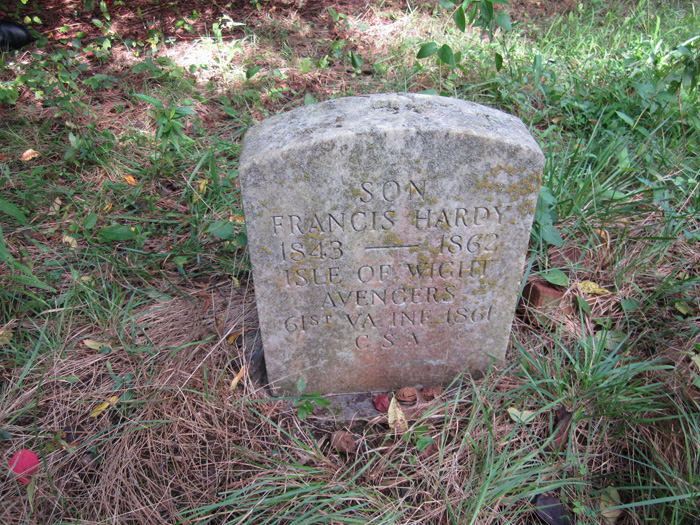 SON
FRANCIS HARDY
1843 — 1862
ISLE OF WIGHT
AVENGERS
61ST VA INF 1861
C S A